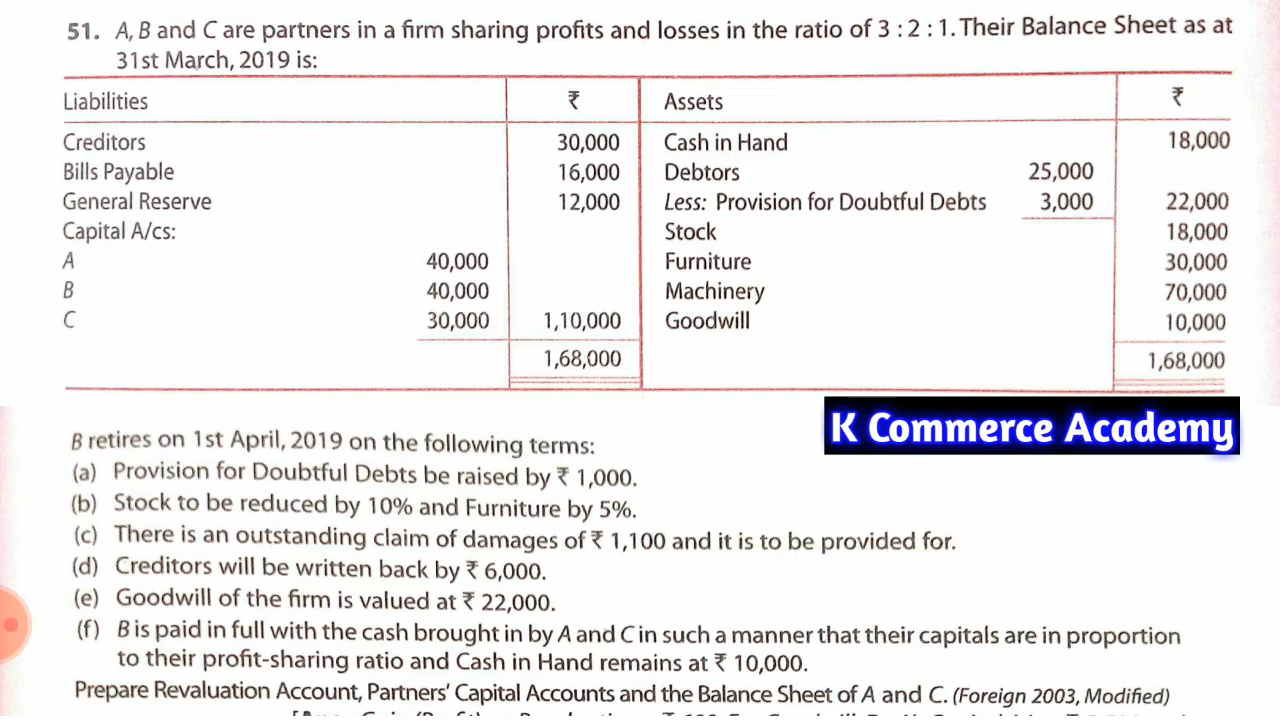 51. A, B and C are partners in a firm sharing profits and losses in the ratio of 3 : 2 : 1. Their Balance Sheet as at
31st March, 2019 is:
Liabilities ₹ Assets ₹
Creditors 30,000 Cash in Hand 18,000
Bills Payable 16,000 Debtors 25,000
General Reserve 12,000 Less: Provision for Doubtful Debts 3,000 22,000
Capital A/cs: Stock 18,000
A 40,000 Furniture 30,000
B 40,000 Machinery 70,000
C 30,000 1,10,000 Goodwill 10,000
1,68,000 1,68,000
K Commerce Academy
B retires on 1st April, 2019 on the following terms:
(a) Provision for Doubtful Debts be raised by ₹ 1,000.
(b) Stock to be reduced by 10% and Furniture by 5%.
(c) There is an outstanding claim of damages of ₹ 1,100 and it is to be provided for.
(d) Creditors will be written back by ₹ 6,000.
(e) Goodwill of the firm is valued at ₹ 22,000.
(f) B is paid in full with the cash brought in by A and C in such a manner that their capitals are in proportion
to their profit-sharing ratio and Cash in Hand remains at ₹ 10,000.
Prepare Revaluation Account, Partners' Capital Accounts and the Balance Sheet of A and C. (Foreign 2003, Modified)